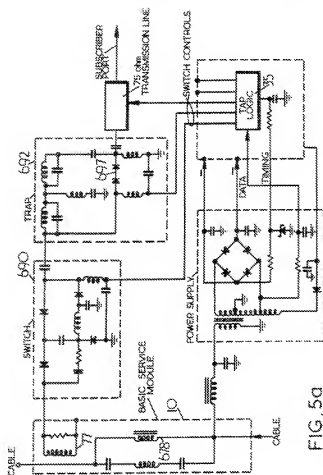 SUBSCRIBER
PORT
75 ohm
TRANSMISSION LINE
692
TRAP
697
690
SWITCH
SWITCH CONTROLS
TAP
LOGIC
35
DATA
TIMING
POWER SUPPLY
CABLE
77
BASIC SERVICE
MODULE
10
678
CABLE
FIG. 5a